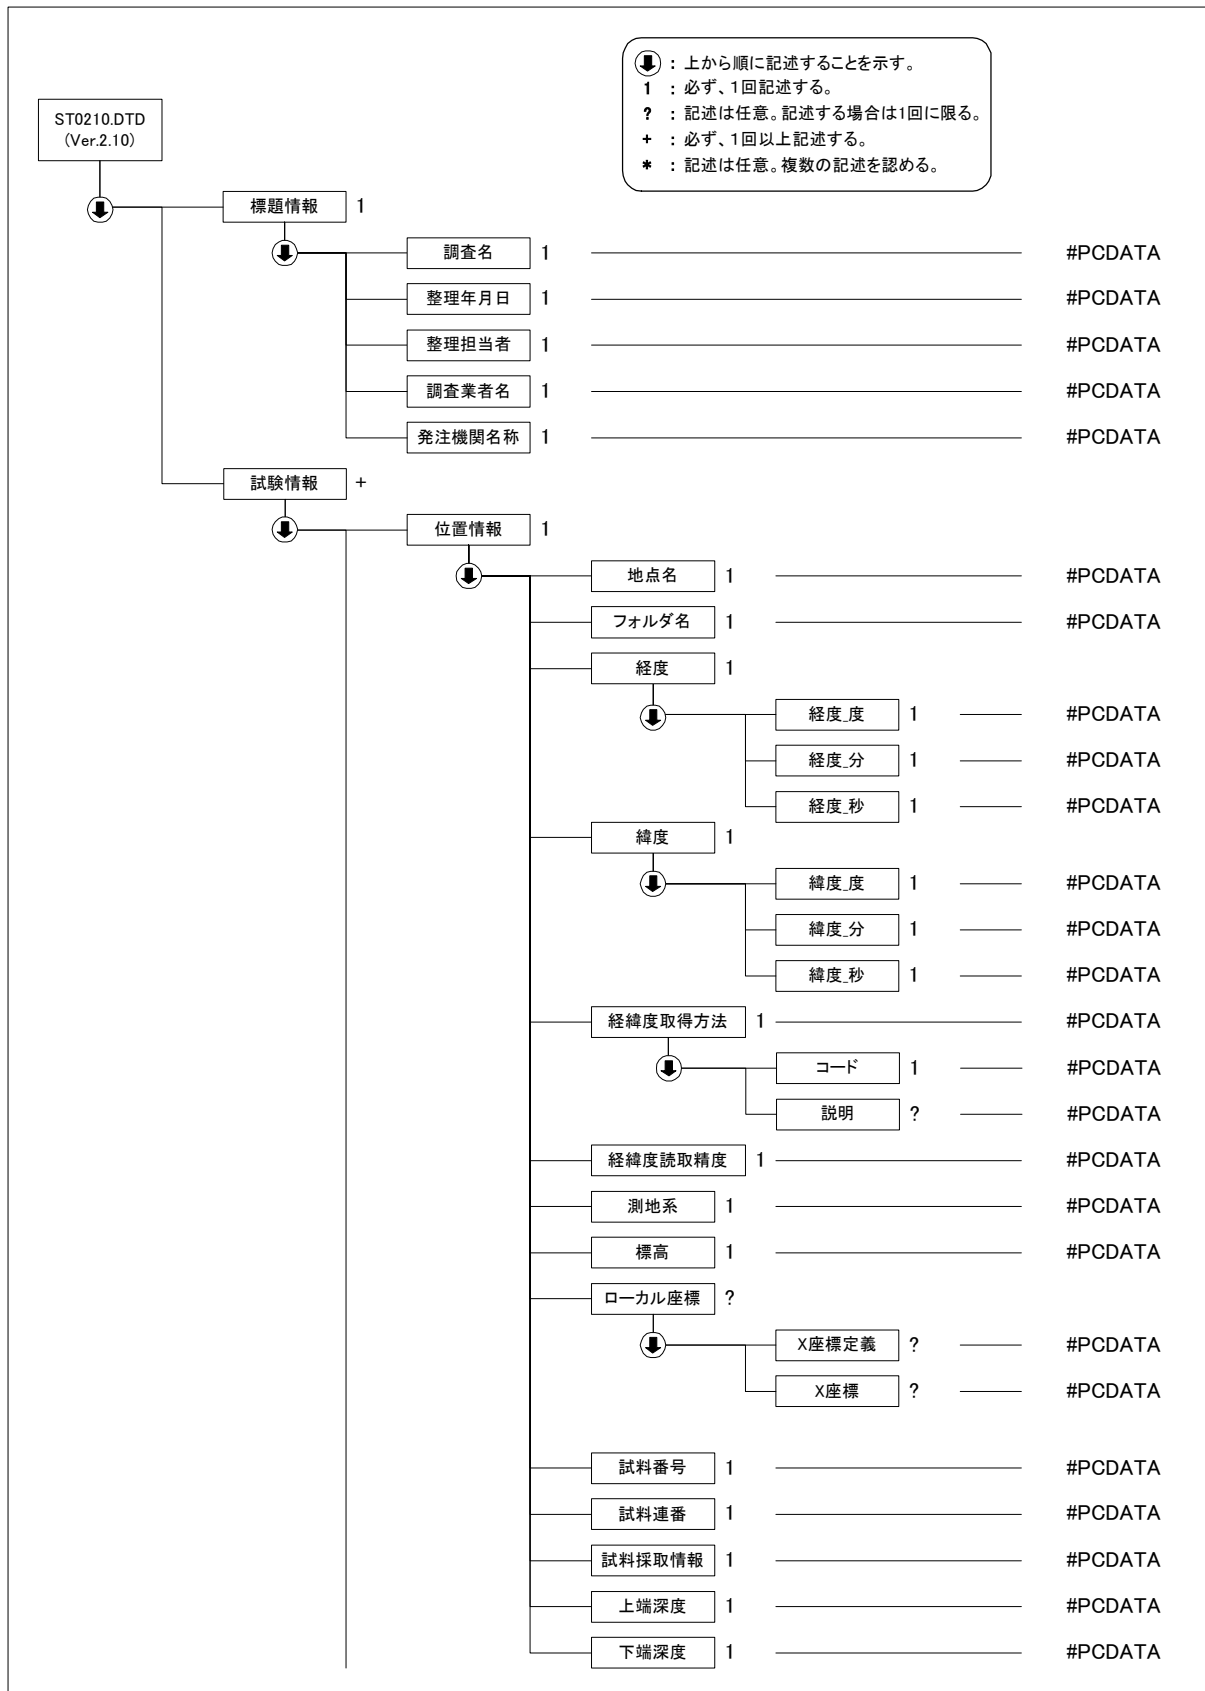 : 上から順に記述することを示す。
1 : 必ず、1回記述する。
? : 記述は任意。記述する場合は1回に限る。
+ : 必ず、1回以上記述する。
* : 記述は任意。複数の記述を認める。
ST0210.DTD
(Ver.2.10)
標題情報 1
調査名 1 #PCDATA
整理年月日 1 #PCDATA
整理担当者 1 #PCDATA
調査業者名 1 #PCDATA
発注機関名称 1 #PCDATA
試験情報 +
位置情報 1
地点名 1 #PCDATA
フォルダ名 1 #PCDATA
経度 1
経度_度 1 #PCDATA
経度_分 1 #PCDATA
経度_秒 1 #PCDATA
緯度 1
緯度_度 1 #PCDATA
緯度_分 1 #PCDATA
緯度_秒 1 #PCDATA
経緯度取得方法 1 #PCDATA
コード 1 #PCDATA
説明 ? #PCDATA
経緯度読取精度 1 #PCDATA
測地系 1 #PCDATA
標高 1 #PCDATA
ローカル座標 ?
X座標定義 ? #PCDATA
X座標 ? #PCDATA
試料番号 1 #PCDATA
試料連番 1 #PCDATA
試料採取情報 1 #PCDATA
上端深度 1 #PCDATA
下端深度 1 #PCDATA